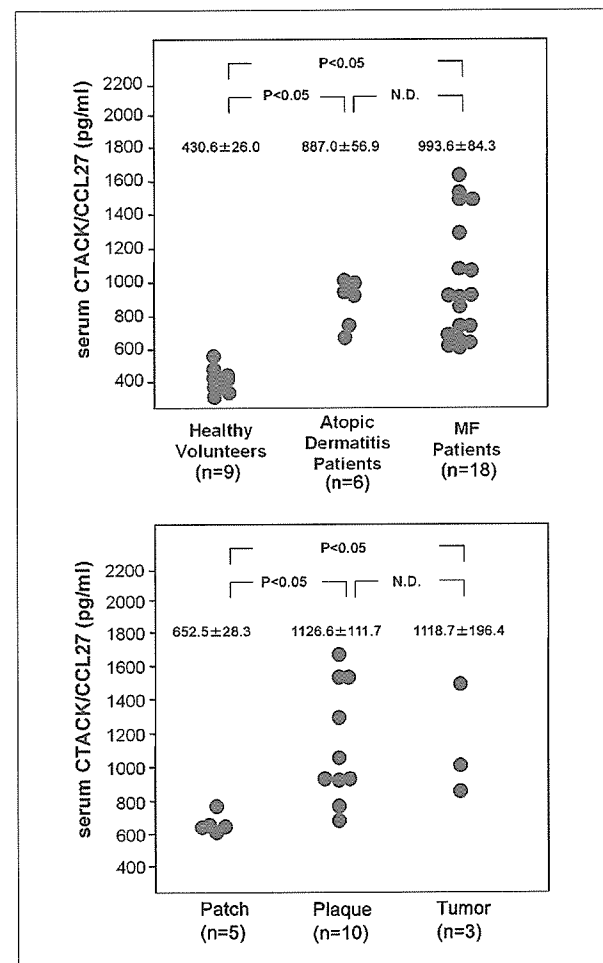 P<0.05
P<0.05
N.D.
430.6±26.0
887.0±56.9
993.6±84.3
serum CTACK/CCL27 (pg/ml)
2200
2000
1800
1600
1400
1200
1000
800
600
400
Healthy
Volunteers
(n=9)
Atopic
Dermatitis
Patients
(n=6)
MF
Patients
(n=18)
P<0.05
P<0.05
N.D.
652.5±28.3
1126.6±111.7
1118.7±196.4
serum CTACK/CCL27 (pg/ml)
2200
2000
1800
1600
1400
1200
1000
800
600
400
Patch
(n=5)
Plaque
(n=10)
Tumor
(n=3)